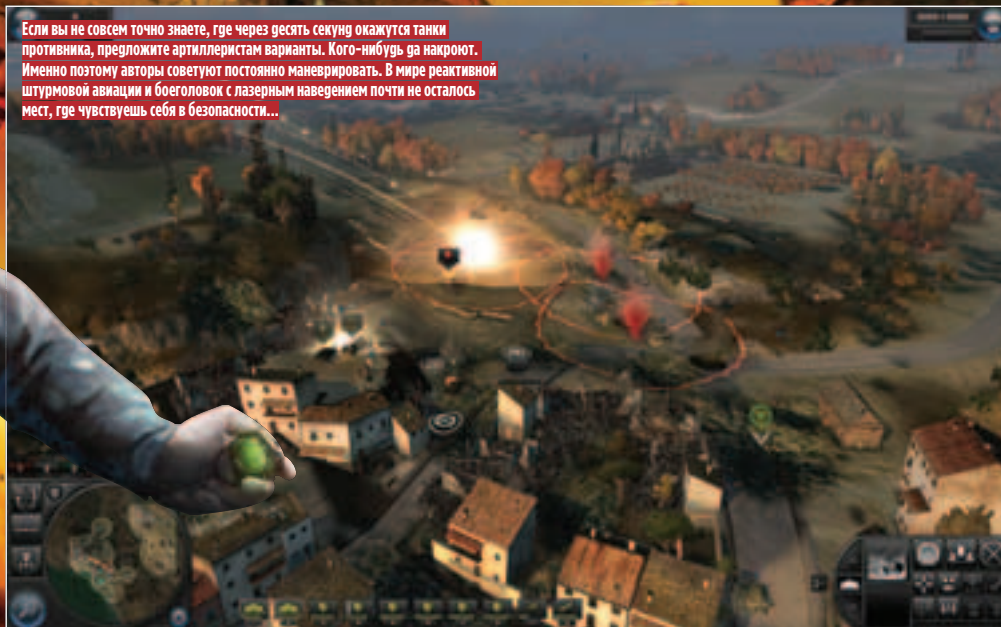 Если вы не совсем точно знаете, где через десять секунд окажутся танки
противника, предложите артиллеристам варианты. Кого-нибудь да накроют.
Именно поэтому авторы советуют постоянно маневрировать. В мире реактивной
штурмовой авиации и боеголовок с лазерным наведением почти не осталось
мест, где чувствуешь себя в безопасности...